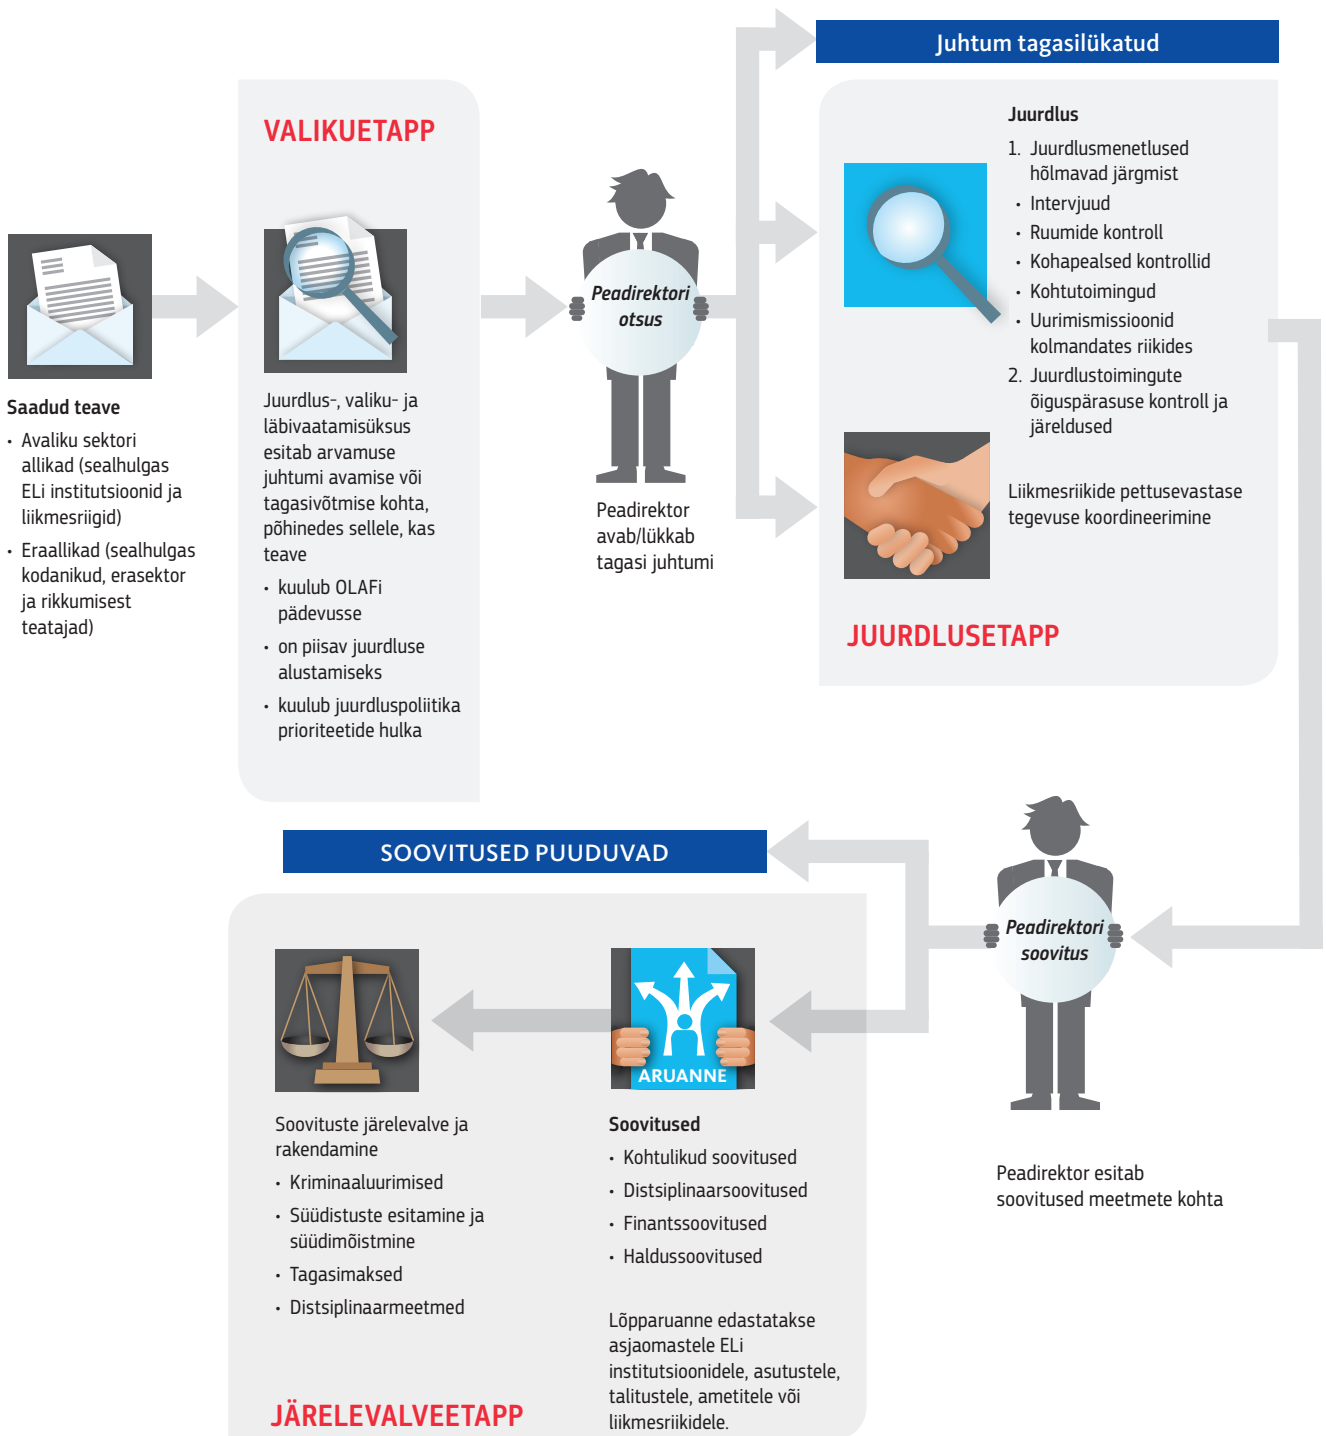 Saadud teave
• Avaliku sektori
allikad (sealhulgas
ELi institutsioonid ja
liikmesriigid)
• Eraallikad (sealhulgas
kodanikud, erasektor
ja rikkumisest
teatajad)
VALIKUETAPP
Juurdlus-, valiku- ja
läbivaatamisüksus
esitab arvamuse
juhtumi avamise või
tagasivõtmise kohta,
põhinedes sellele, kas
teave
• kuulub OLAFi
pädevusse
• on piisav juurdluse
alustamiseks
• kuulub juurdluspoliitika
prioriteetide hulka
Peadirektori
otsus
Peadirektor
avab/lükkab
tagasi juhtumi
Juhtum tagasilükatud
Juurdlus
1. Juurdlusmenetlused
hõlmavad järgmist
• Intervjuud
• Ruumide kontroll
• Kohapealsed kontrollid
• Kohtutoimingud
• Uurimismissioonid
kolmandates riikides
2. Juurdlustoimingute
õiguspärasuse kontroll ja
järeldused
Liikmesriikide pettusevastase
tegevuse koordineerimine
JUURDLUSETAPP
Peadirektori
soovitus
Peadirektor esitab
soovitused meetmete kohta
SOOVITUSED PUUDUVAD
ARUANNE
Soovitused
• Kohtulikud soovitused
• Distsiplinaarsoovitused
• Finantssoovitused
• Haldussoovitused
Lõpparuanne edastatakse
asjaomastele ELi
institutsioonidele, asutustele,
talitustele, ametitele või
liikmesriikidele.
Soovituste järelevalve ja
rakendamine
• Kriminaaluurimised
• Süüdistuste esitamine ja
süüdimõistmine
• Tagasimaksed
• Distsiplinaarmeetmed
JÄRELEVALVEETAPP